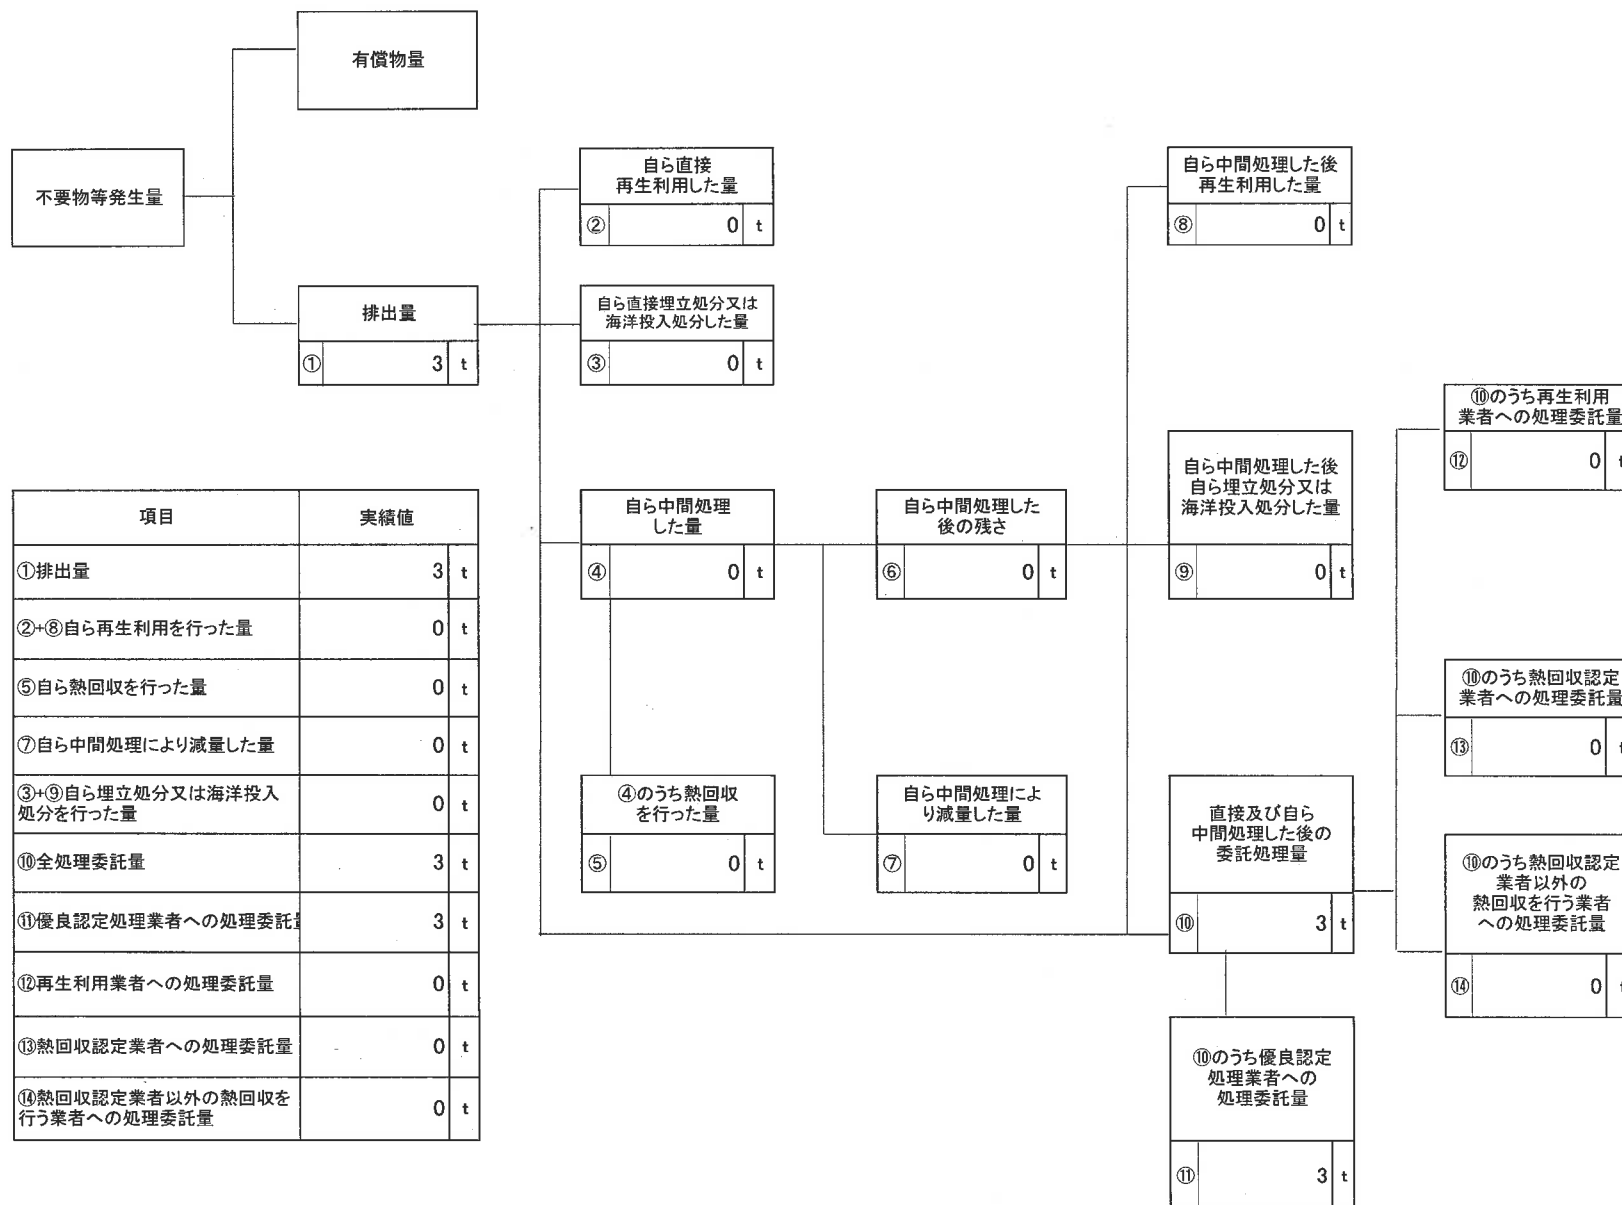 有償物量
不要物等発生量
排出量
① 3 t
自ら直接
再生利用した量
② 0 t
自ら直接埋立処分又は
海洋投入処分した量
③ 0 t
自ら中間処理
した量
④ 0 t
④のうち熱回収
を行った量
⑤ 0 t
自ら中間処理した
後の残さ
⑥ 0 t
自ら中間処理によ
り減量した量
⑦ 0 t
自ら中間処理した後
再生利用した量
⑧ 0 t
自ら中間処理した後
自ら埋立処分又は
海洋投入処分した量
⑨ 0 t
直接及び自ら
中間処理した後の
委託処理量
⑩ 3 t
⑩のうち優良認定
処理業者への
処理委託量
⑪ 3 t
⑩のうち再生利用
業者への処理委託量
⑫ 0 t
⑩のうち熱回収認定
業者への処理委託量
⑬ 0 t
⑩のうち熱回収認定
業者以外の
熱回収を行う業者
への処理委託量
⑭ 0 t
項目 実績値
①排出量 3 t
②+⑧自ら再生利用を行った量 0 t
⑤自ら熱回収を行った量 0 t
⑦自ら中間処理により減量した量 0 t
③+⑨自ら埋立処分又は海洋投入
処分を行った量 0 t
⑩全処理委託量 3 t
⑪優良認定処理業者への処理委託 3 t
⑫再生利用業者への処理委託量 0 t
⑬熱回収認定業者への処理委託量 0 t
⑭熱回収認定業者以外の熱回収を
行う業者への処理委託量 0 t